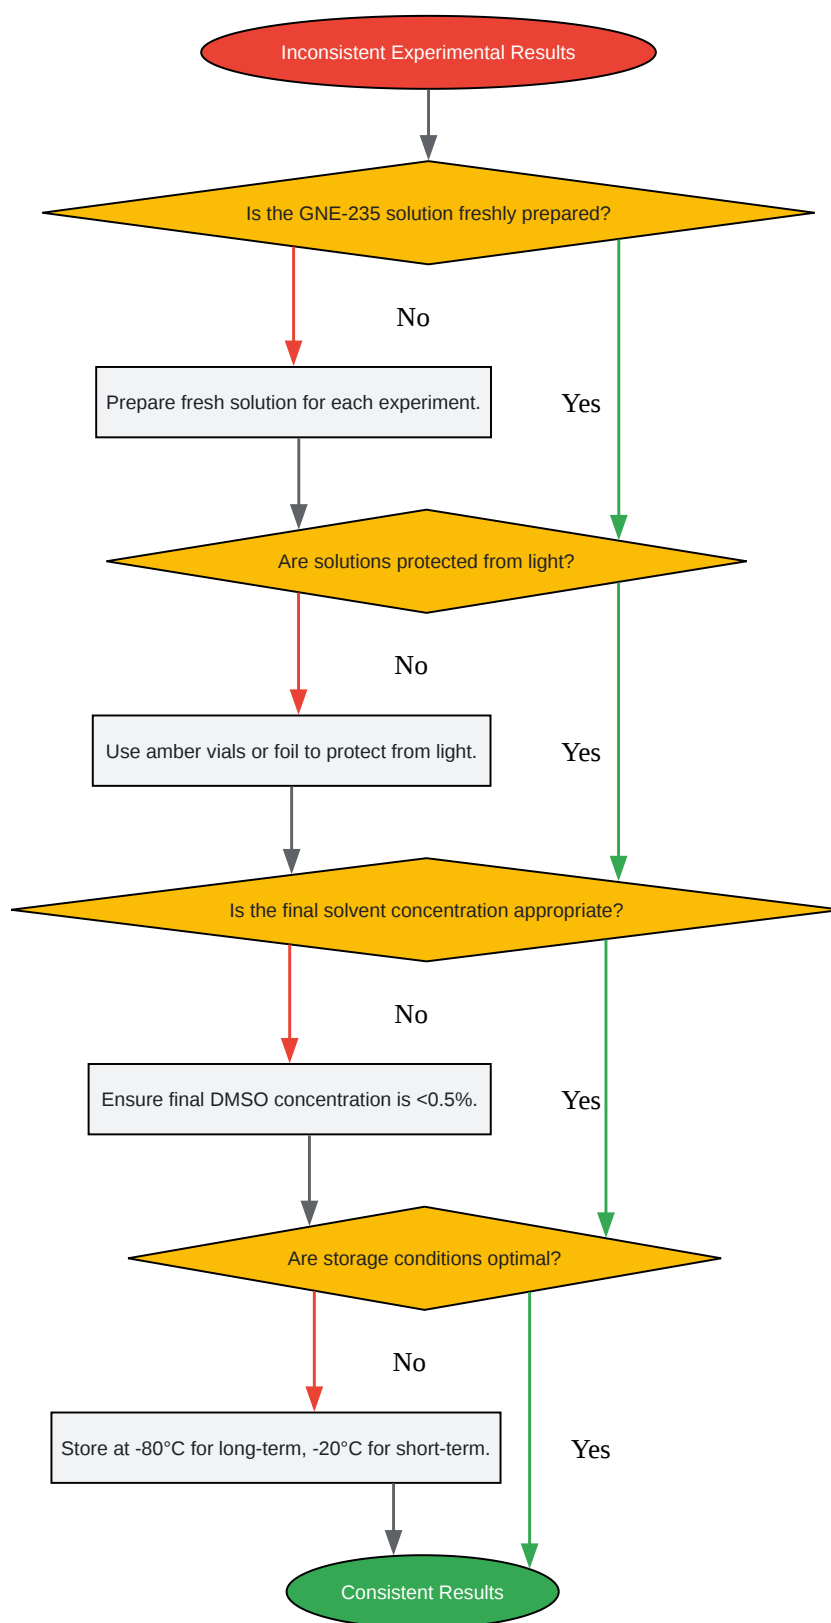 Inconsistent Experimental Results
Is the GNE-235 solution freshly prepared?
No
Prepare fresh solution for each experiment.
Yes
Are solutions protected from light?
No
Use amber vials or foil to protect from light.
Yes
Is the final solvent concentration appropriate?
No
Ensure final DMSO concentration is <0.5%.
Yes
Are storage conditions optimal?
No
Store at -80°C for long-term, -20°C for short-term.
Yes
Consistent Results